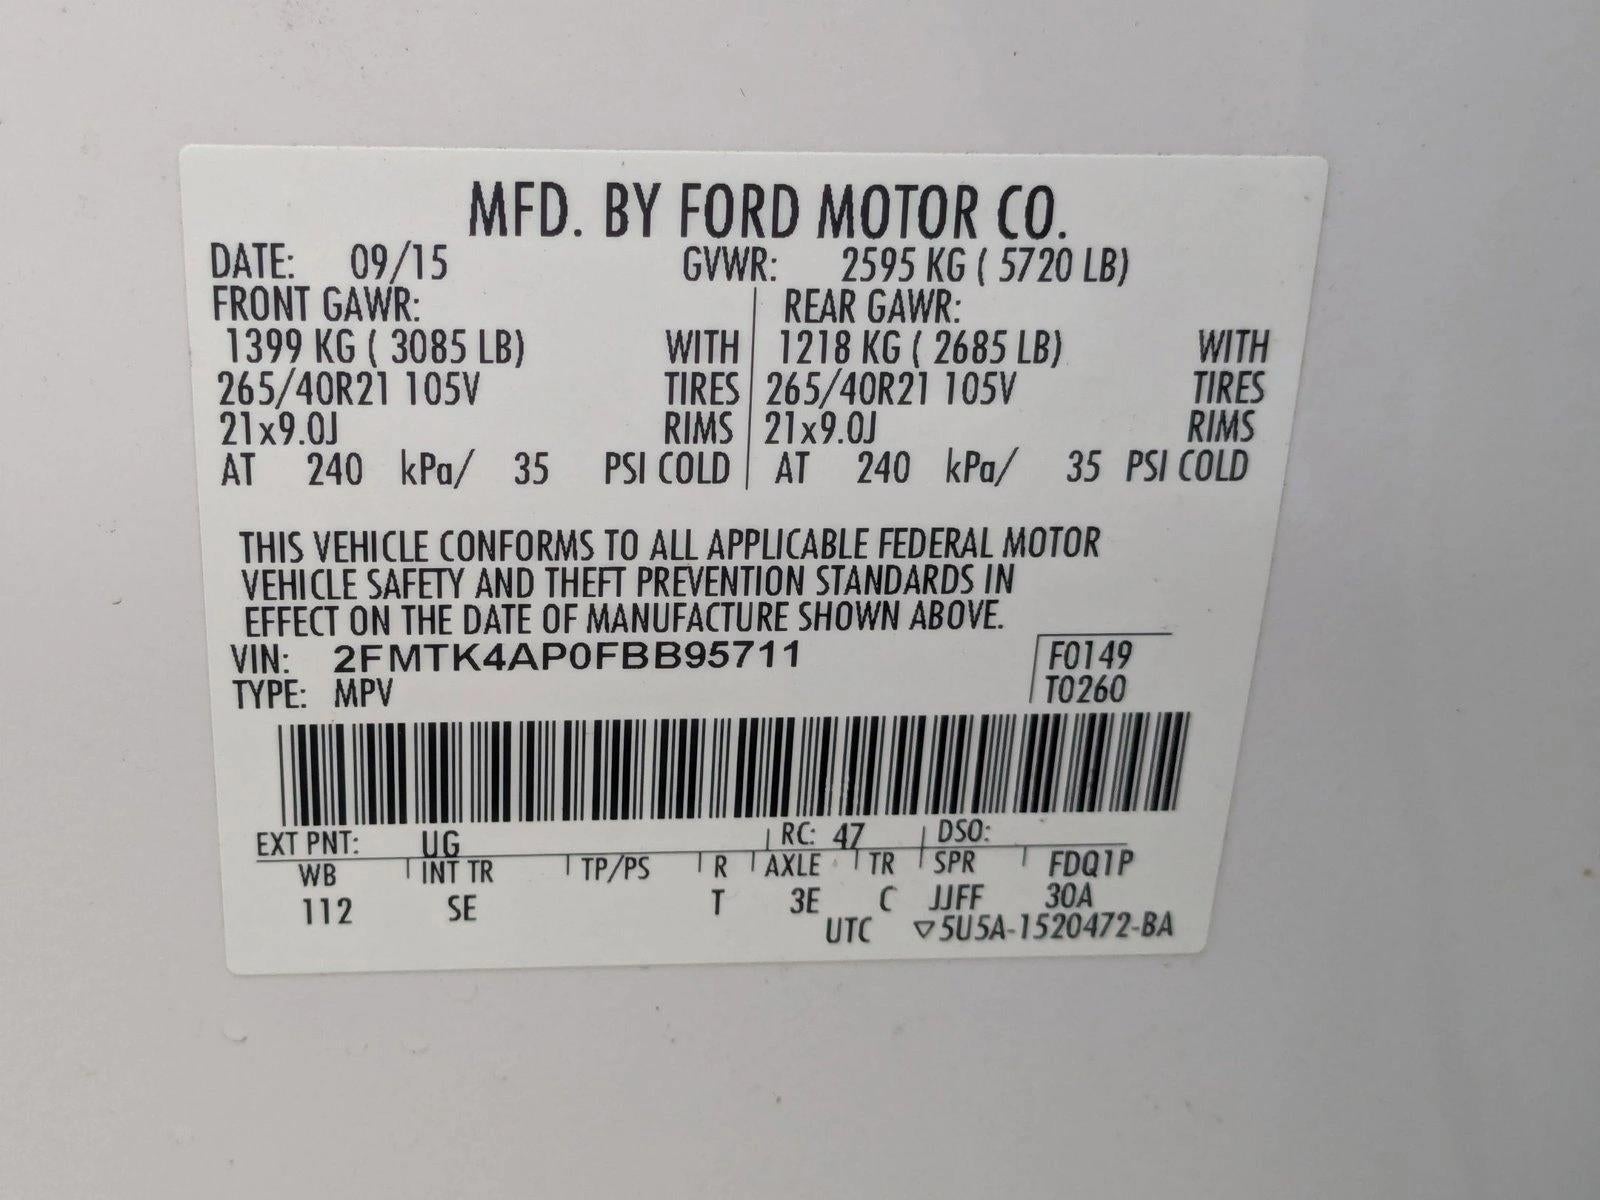 MFD. BY FORD MOTOR CO.
DATE: 09/15 GVWR: 2595 KG ( 5720 LB)
FRONT GAWR: REAR GAWR:
1399 KG ( 3085 LB) WITH 1218 KG ( 2685 LB) WITH
265/40R21 105V TIRES 265/40R21 105V TIRES
21x9.0J RIMS 21x9.0J RIMS
AT 240 kPa/ 35 PSI COLD AT 240 kPa/ 35 PSI COLD
THIS VEHICLE CONFORMS TO ALL APPLICABLE FEDERAL MOTOR
VEHICLE SAFETY AND THEFT PREVENTION STANDARDS IN
EFFECT ON THE DATE OF MANUFACTURE SHOWN ABOVE.
VIN: 2FMTK4AP0FBB95711 F0149
TYPE: MPV T0260
EXT PNT: UG RC: 47 DSO:
WB INT TR TP/PS R AXLE TR SPR FDQ1P
112 SE T 3E C JJFF 30A
UTC ▽5U5A-1520472-BA